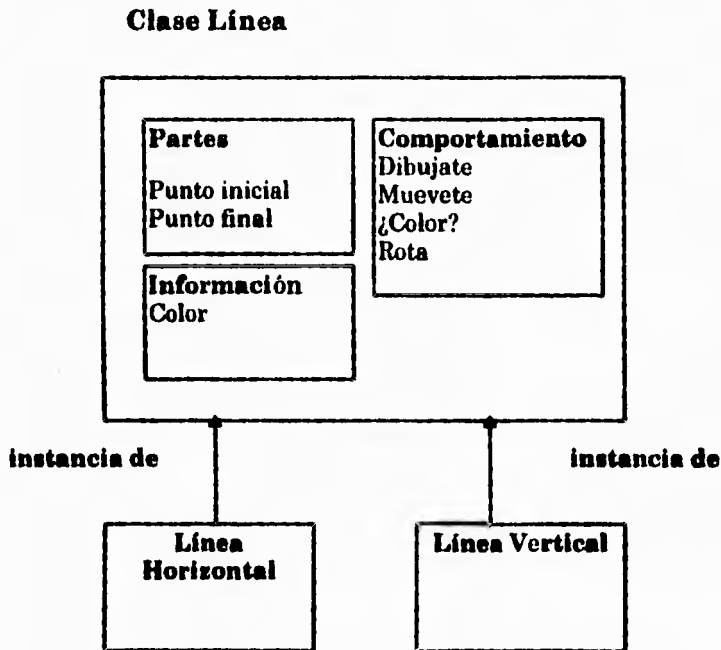 Clase Línea
Partes
Punto inicial
Punto final
Información
Color
Comportamiento
Dibujate
Muevete
¿Color?
Rota
instancia de
instancia de
Línea
Horizontal
Línea Vertical